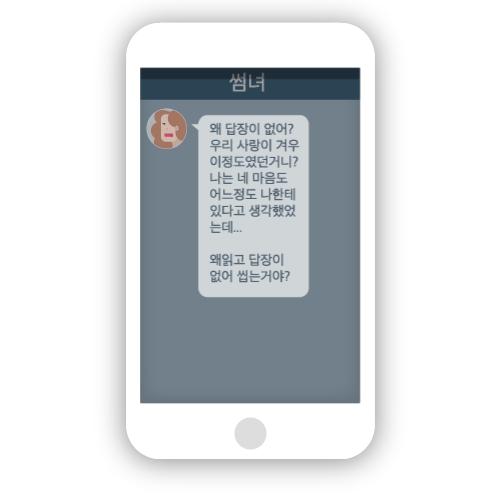 썸녀
왜 답장이 없어?
우리 사랑이 겨우
이정도였던거니?
나는 네 마음도
어느정도 나한테
있다고 생각했었
는데...
왜읽고 답장이
없어 씹는거야?